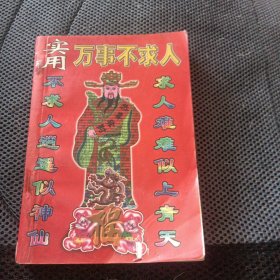 实用
万事不求人
求人难难似上青天
不求人逍遥似神仙
福